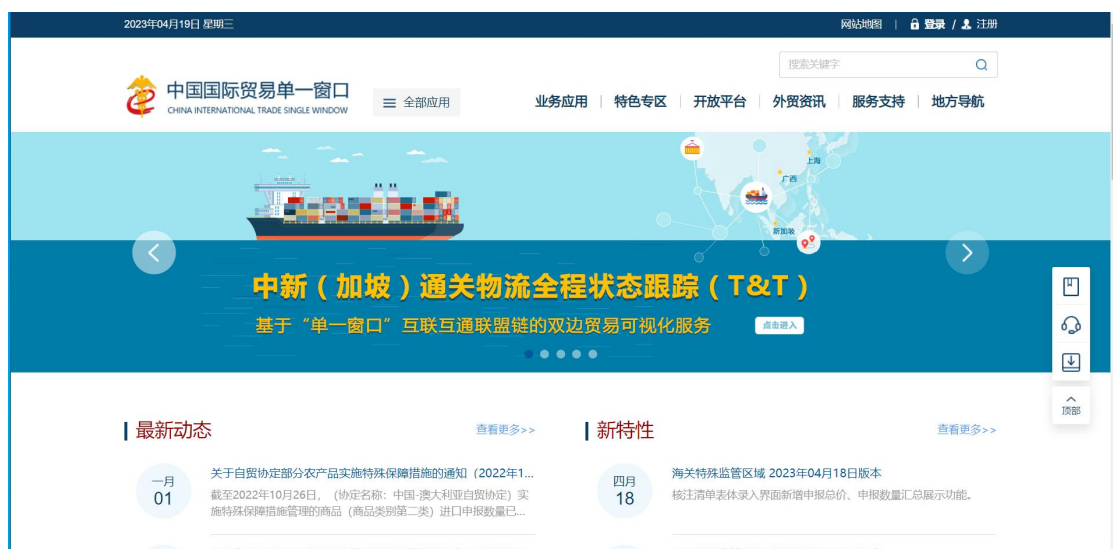 2023年04月19日 星期三
网站地图 | 登录 / 注册
搜索关键字
中国国际贸易单一窗口
CHINA INTERNATIONAL TRADE SINGLE WINDOW
全部应用
业务应用 | 特色专区 | 开放平台 | 外贸资讯 | 服务支持 | 地方导航
上海
广西
新加坡
中新（加坡）通关物流全程状态跟踪（T&T）
基于“单一窗口”互联互通联盟链的双边贸易可视化服务
点击进入
顶部
最新动态
查看更多>>
一月
01
关于自贸协定部分农产品实施特殊保障措施的通知（2022年1...
截至2022年10月26日，（协定名称：中国-澳大利亚自贸协定）实
施特殊保障措施管理的商品（商品类别第二类）进口申报数量已...
新特性
查看更多>>
四月
18
海关特殊监管区域 2023年04月18日版本
核注清单表体录入界面新增申报总价、申报数量汇总展示功能。